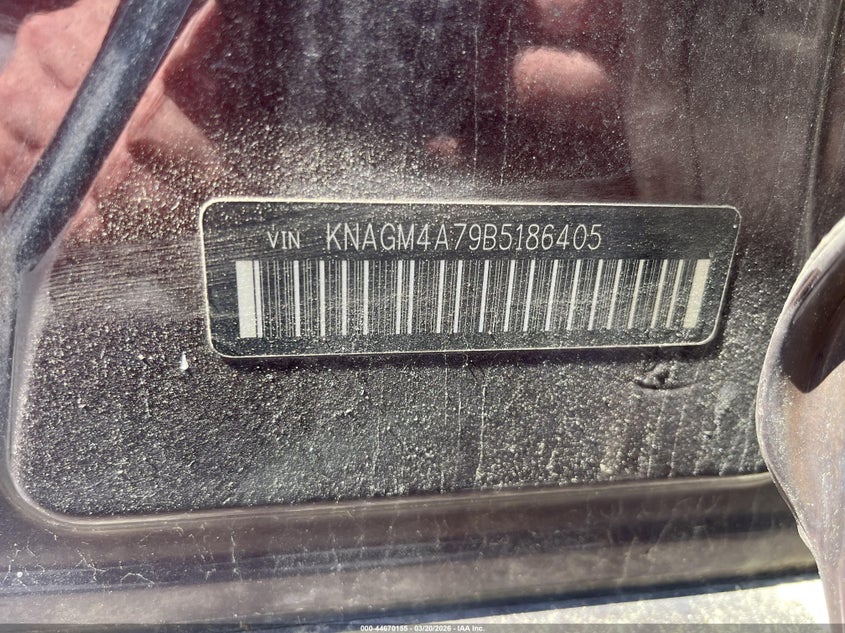 VIN KNAGM4A79B5186405
000-44670155 | 03/20/2026 | IAA Inc.